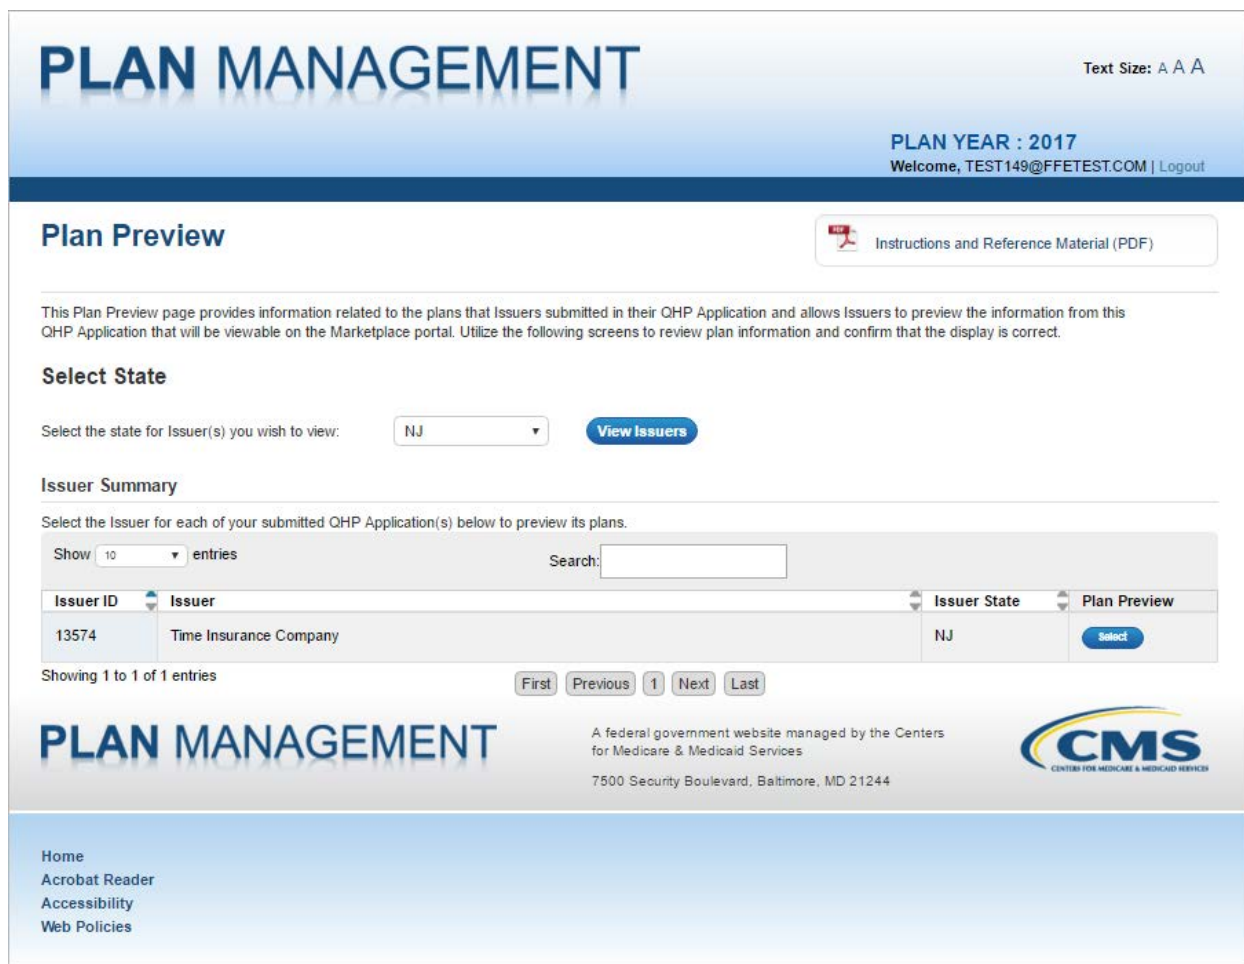 PLAN MANAGEMENT
Text Size: A A A
PLAN YEAR : 2017
Welcome, TEST149@FFETEST.COM | Logout
Plan Preview
PDF
Instructions and Reference Material (PDF)
This Plan Preview page provides information related to the plans that Issuers submitted in their QHP Application and allows Issuers to preview the information from this
QHP Application that will be viewable on the Marketplace portal. Utilize the following screens to review plan information and confirm that the display is correct.
Select State
Select the state for Issuer(s) you wish to view: NJ View Issuers
Issuer Summary
Select the Issuer for each of your submitted QHP Application(s) below to preview its plans.
Show 10 entries Search:
Issuer ID Issuer Issuer State Plan Preview
13574 Time Insurance Company NJ Select
Showing 1 to 1 of 1 entries
First Previous 1 Next Last
PLAN MANAGEMENT
A federal government website managed by the Centers
for Medicare & Medicaid Services
7500 Security Boulevard, Baltimore, MD 21244
CMS
CENTERS FOR MEDICARE & MEDICAID SERVICES
Home
Acrobat Reader
Accessibility
Web Policies